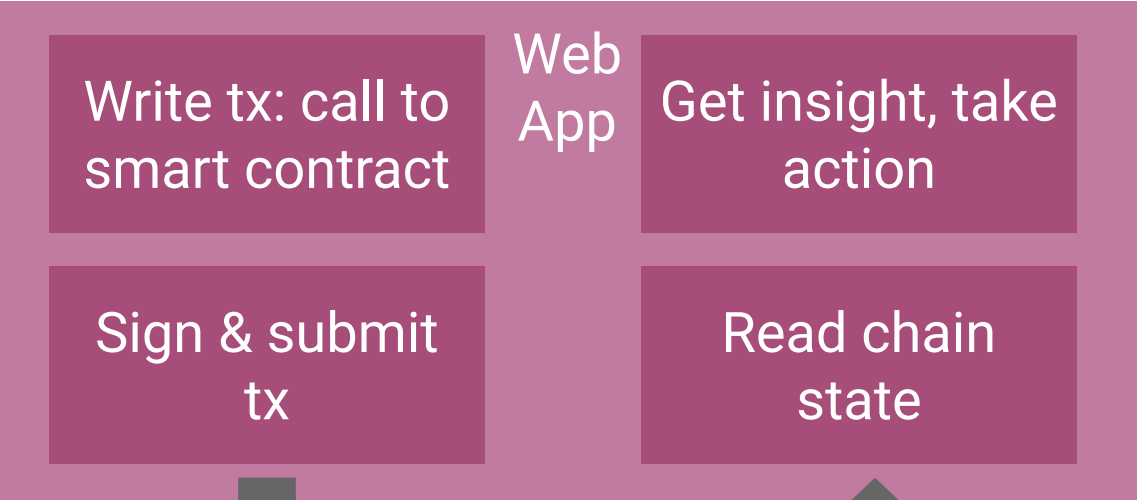 Write tx: call to
smart contract
Web
App
Get insight, take
action
Sign & submit
tx
Read chain
state